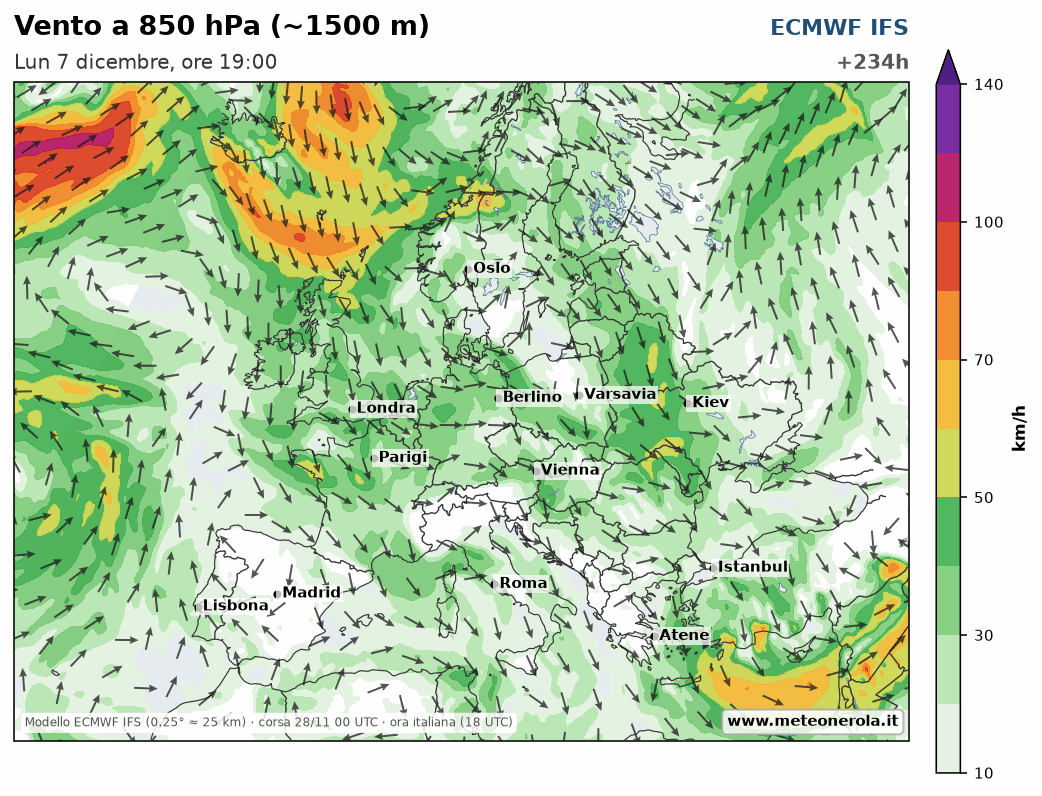 Vento a 850 hPa (~1500 m)
ECMWF IFS
Lun 7 dicembre, ore 19:00
+234h
140
100
70
50
30
10
km/h
Oslo
Londra
Berlino
Varsavia
Kiev
Parigi
Vienna
Istanbul
Roma
Madrid
Lisbona
Atene
Modello ECMWF IFS (0,25° ≈ 25 km) · corsa 28/11 00 UTC · ora italiana (18 UTC)
www.meteonerola.it